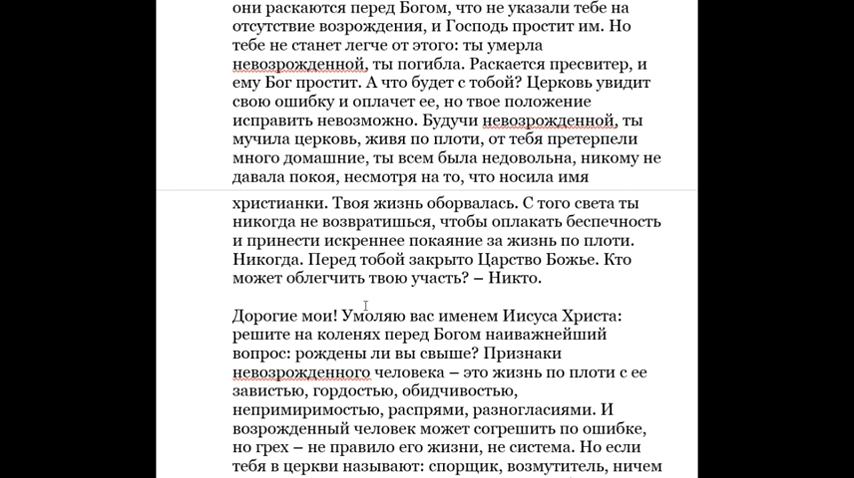 они раскаются перед Богом, что не указали тебе на
отсутствие возрождения, и Господь простит им. Но
тебе не станет легче от этого: ты умерла
невозрожденной, ты погибла. Раскается пресвитер, и
ему Бог простит. А что будет с тобой? Церковь увидит
свою ошибку и оплачет ее, но твое положение
исправить невозможно. Будучи невозрожденной, ты
мучила церковь, живя по плоти, от тебя претерпели
много домашние, ты всем была недовольна, никому не
давала покоя, несмотря на то, что носила имя
христианки. Твоя жизнь оборвалась. С того света ты
никогда не возвратишься, чтобы оплакать беспечность
и принести искреннее покаяние за жизнь по плоти.
Никогда. Перед тобой закрыто Царство Божье. Кто
может облегчить твою участь? – Никто.
Дорогие мои! Умоляю вас именем Иисуса Христа:
решите на коленях перед Богом наиважнейший
вопрос: рождены ли вы свыше? Признаки
невозрожденного человека – это жизнь по плоти с ее
завистью, гордостью, обидчивостью,
непримиримостью, распрями, разногласиями. И
возрожденный человек может согрешить по ошибке,
но грех – не правило его жизни, не система. Но если
тебя в церкви называют: спорщик, возмутитель, ничем